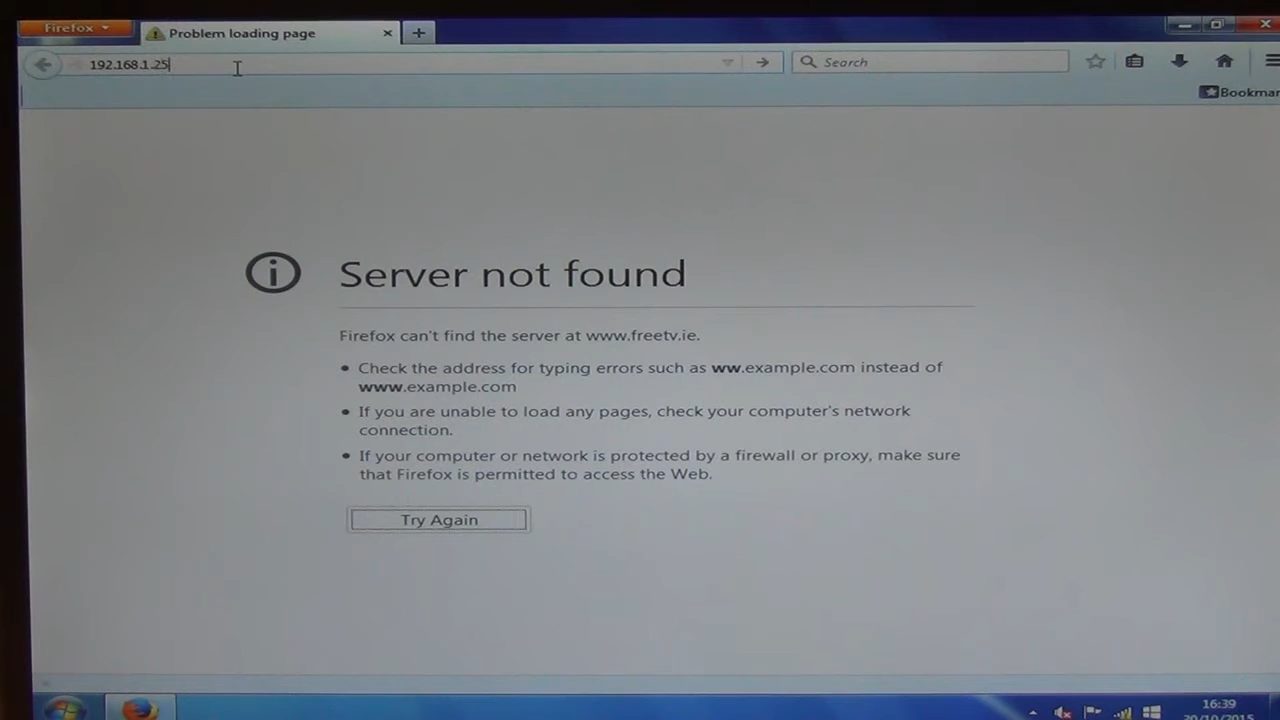 Firefox
Problem loading page
192.168.1.25
Search
Bookmar
Server not found
Firefox can't find the server at www.freetv.ie.
Check the address for typing errors such as ww.example.com instead of
www.example.com
If you are unable to load any pages, check your computer's network
connection.
If your computer or network is protected by a firewall or proxy, make sure
that Firefox is permitted to access the Web.
Try Again
16:39
20/10/2015